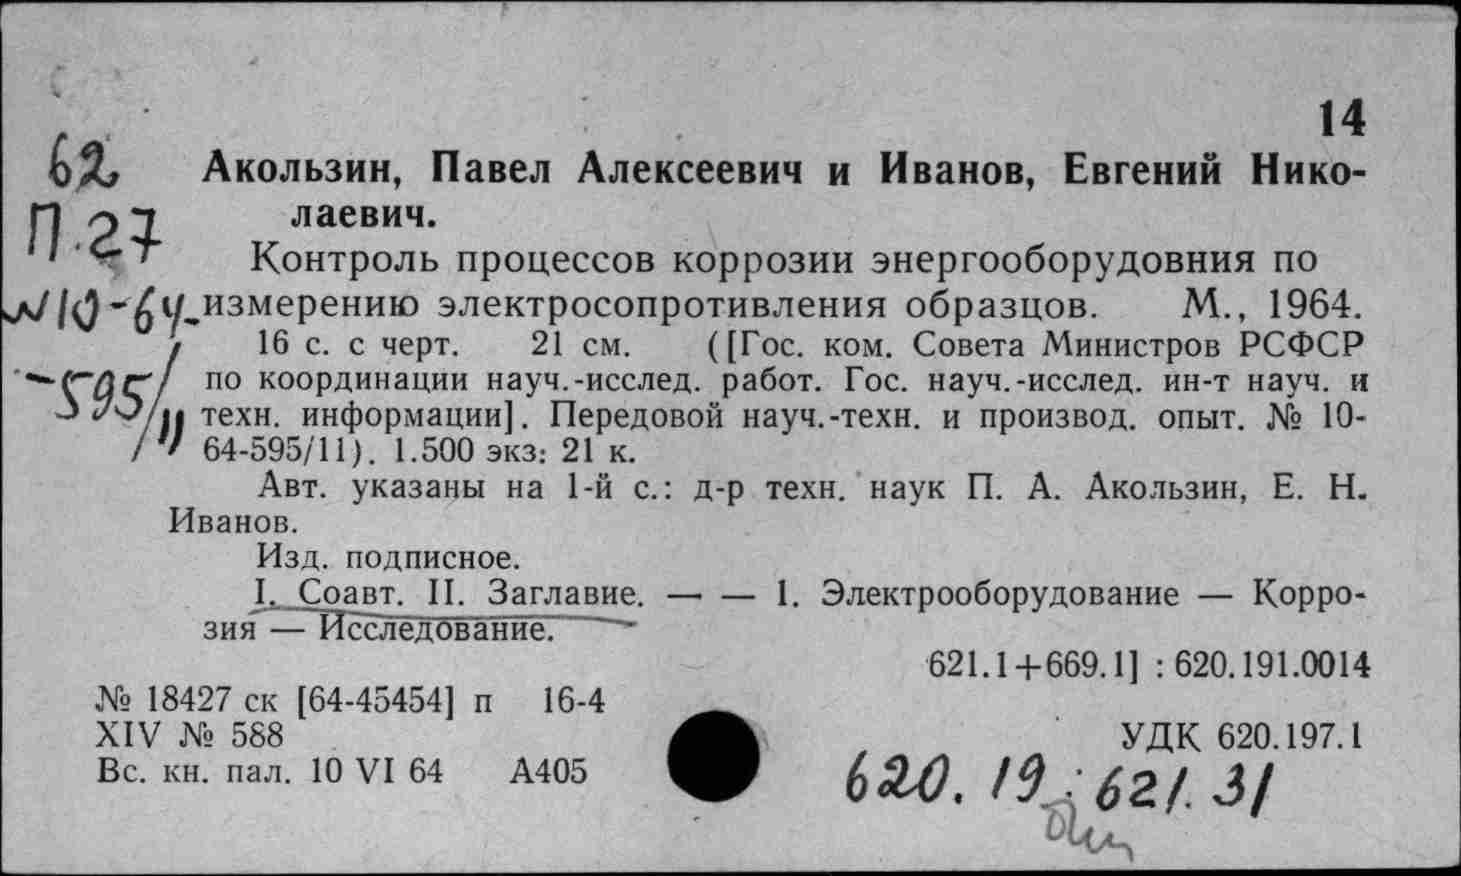 14
62 Акользин, Павел Алексеевич и Иванов, Евгений Нико-
П 27 лаевич.
Контроль процессов коррозии энергооборудовния по
№10-64- измерению электросопротивления образцов. М., 1964.
16 с. с черт. 21 см. ([Гос. ком. Совета Министров РСФСР
-595/11 по координации науч.-исслед. работ. Гос. науч.-исслед. ин-т науч. и
техн. информации]. Передовой науч.-техн. и производ. опыт. № 10-
64-595/11). 1.500 экз: 21 к.
Авт. указаны на 1-й с.: д-р техн. наук П. А. Акользин, Е. Н.
Иванов.
Изд. подписное.
I. Соавт. II. Заглавие. — — 1. Электрооборудование — Корро-
зия — Исследование.
621.1+669.1] : 620.191.0014
№ 18427 ск [64-45454] п 16-4
XIV № 588
УДК 620.197.1
Вс. кн. пал. 10 VI 64 А405
620.19:621.31